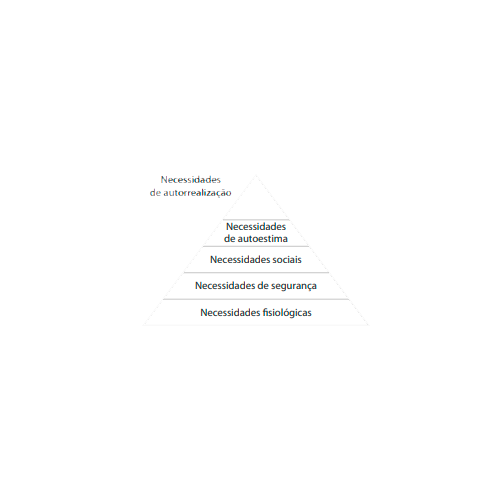 Necessidades
de autorrealização
Necessidades
de autoestima
Necessidades sociais
Necessidades de segurança
Necessidades fisiológicas